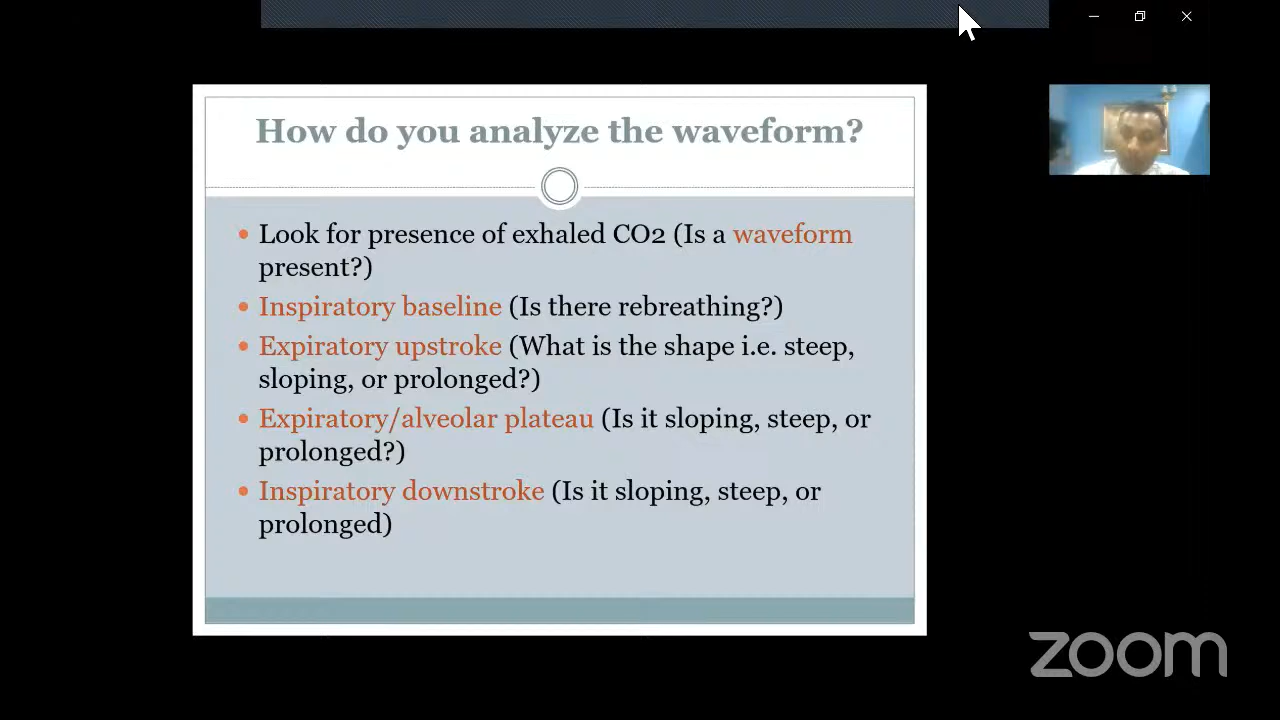 How do you analyze the waveform?
• Look for presence of exhaled CO2 (Is a waveform
present?)
• Inspiratory baseline (Is there rebreathing?)
• Expiratory upstroke (What is the shape i.e. steep,
sloping, or prolonged?)
• Expiratory/alveolar plateau (Is it sloping, steep, or
prolonged?)
• Inspiratory downstroke (Is it sloping, steep, or
prolonged)
zoom